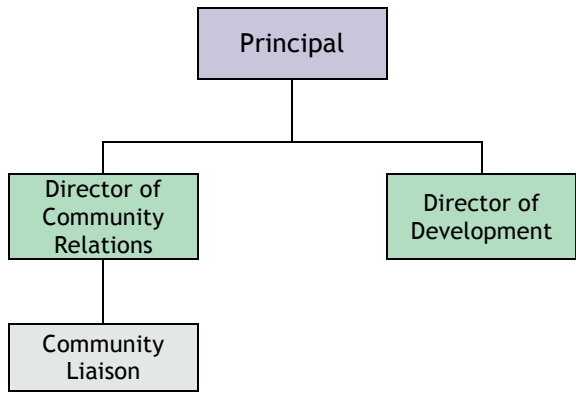 Principal
Director of
Community
Relations
Director of
Development
Community
Liaison